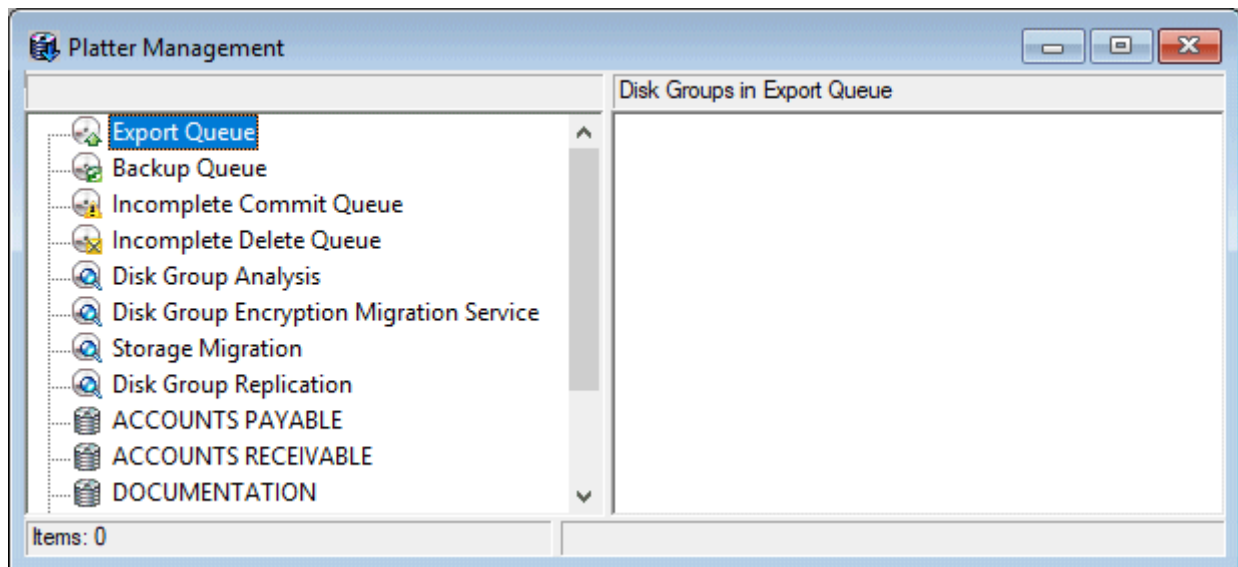 Platter Management
Disk Groups in Export Queue
Export Queue
Backup Queue
Incomplete Commit Queue
Incomplete Delete Queue
Disk Group Analysis
Disk Group Encryption Migration Service
Storage Migration
Disk Group Replication
ACCOUNTS PAYABLE
ACCOUNTS RECEIVABLE
DOCUMENTATION
Items: 0